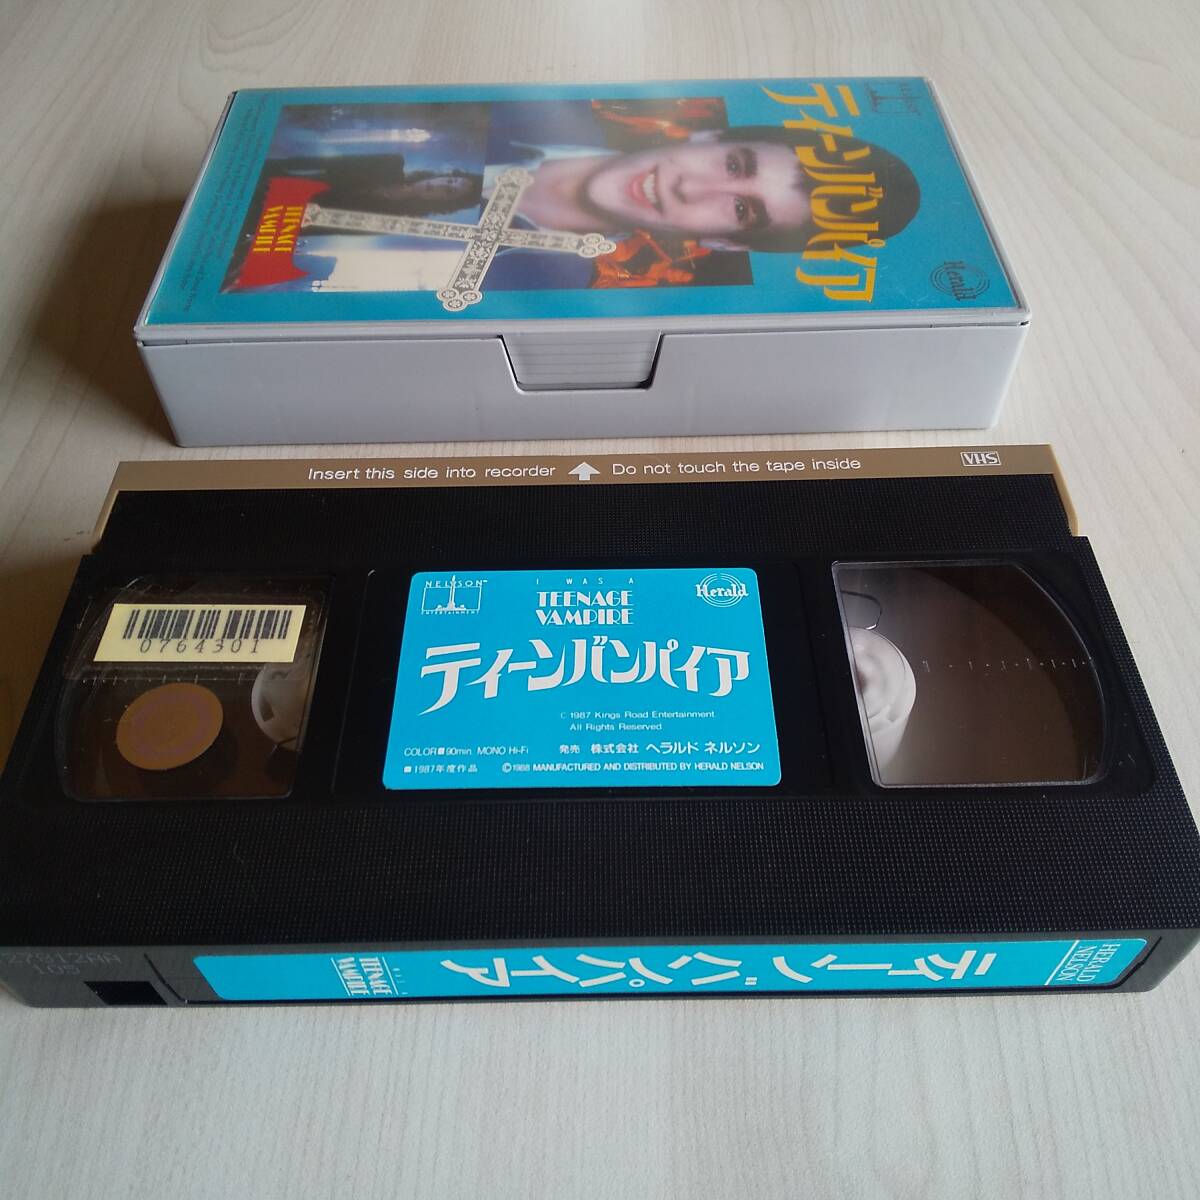 ティーンバンパイア
Herald
TEENAGE
VAMPIRE
Insert this side into recorder Do not touch the tape inside
VHS
0764301
NELSON
ENTERTAINMENT
I WAS A
TEENAGE
VAMPIRE
Herald
ティーンバンパイア
© 1987 Kings Road Entertainment
All Rights Reserved
COLOR■90min. MONO Hi-Fi 発売 株式会社 ヘラルド ネルソン
■1987年度作品 ©1988 MANUFACTURED AND DISTRIBUTED BY HERALD NELSON
HERALD
NELSON
ティーンバンパイア
I WAS A
TEENAGE
VAMPIRE
105